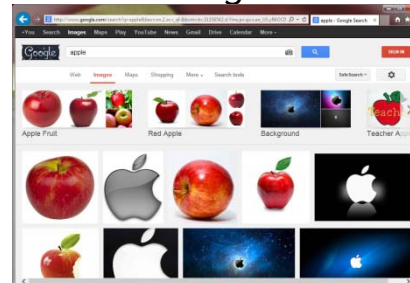 apple - Google Search
+You Search Images Maps Play YouTube News Gmail Drive Calendar More
Google apple SIGN IN
Web Images Maps Shopping More Search tools SafeSearch
Teach
Apple Fruit Red Apple Background Teacher